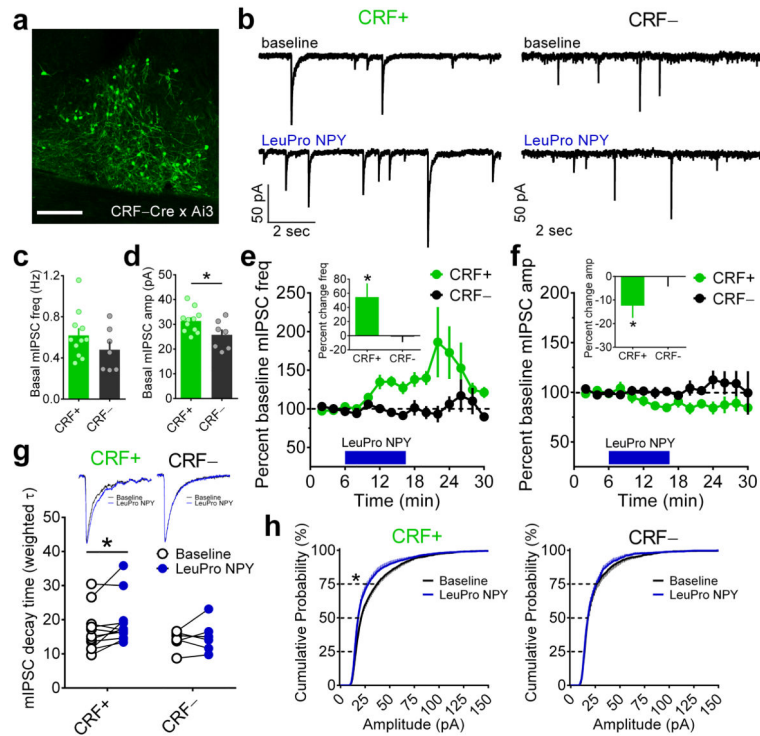 a
CRF–Cre x Ai3
b
CRF+
CRF–
baseline
baseline
LeuPro NPY
LeuPro NPY
50 pA
2 sec
50 pA
2 sec
c
Basal mIPSC freq (Hz)
1.2
0.8
0.4
0.0
CRF+
CRF–
d
Basal mIPSC amp (pA)
50
40
30
20
10
0
*
CRF+
CRF–
e
Percent baseline mIPSC freq
250
200
150
100
50
Percent change freq
80
60
40
20
0
-20
*
CRF+
CRF-
CRF+
CRF–
LeuPro NPY
0 6 12 18 24 30
Time (min)
f
Percent baseline mIPSC amp
200
150
100
50
Percent change amp
10
0
-10
-20
-30
*
CRF+
CRF-
CRF+
CRF–
LeuPro NPY
0 6 12 18 24 30
Time (min)
g
CRF+
CRF–
Baseline
LeuPro NPY
Baseline
LeuPro NPY
mIPSC decay time (weighted τ)
50
40
30
20
10
0
*
Baseline
LeuPro NPY
CRF+
CRF–
h
CRF+
Cumulative Probability (%)
100
75
50
25
0
*
Baseline
LeuPro NPY
0 25 50 75 100 125 150
Amplitude (pA)
CRF–
Cumulative Probability (%)
100
75
50
25
0
Baseline
LeuPro NPY
0 25 50 75 100 125 150
Amplitude (pA)